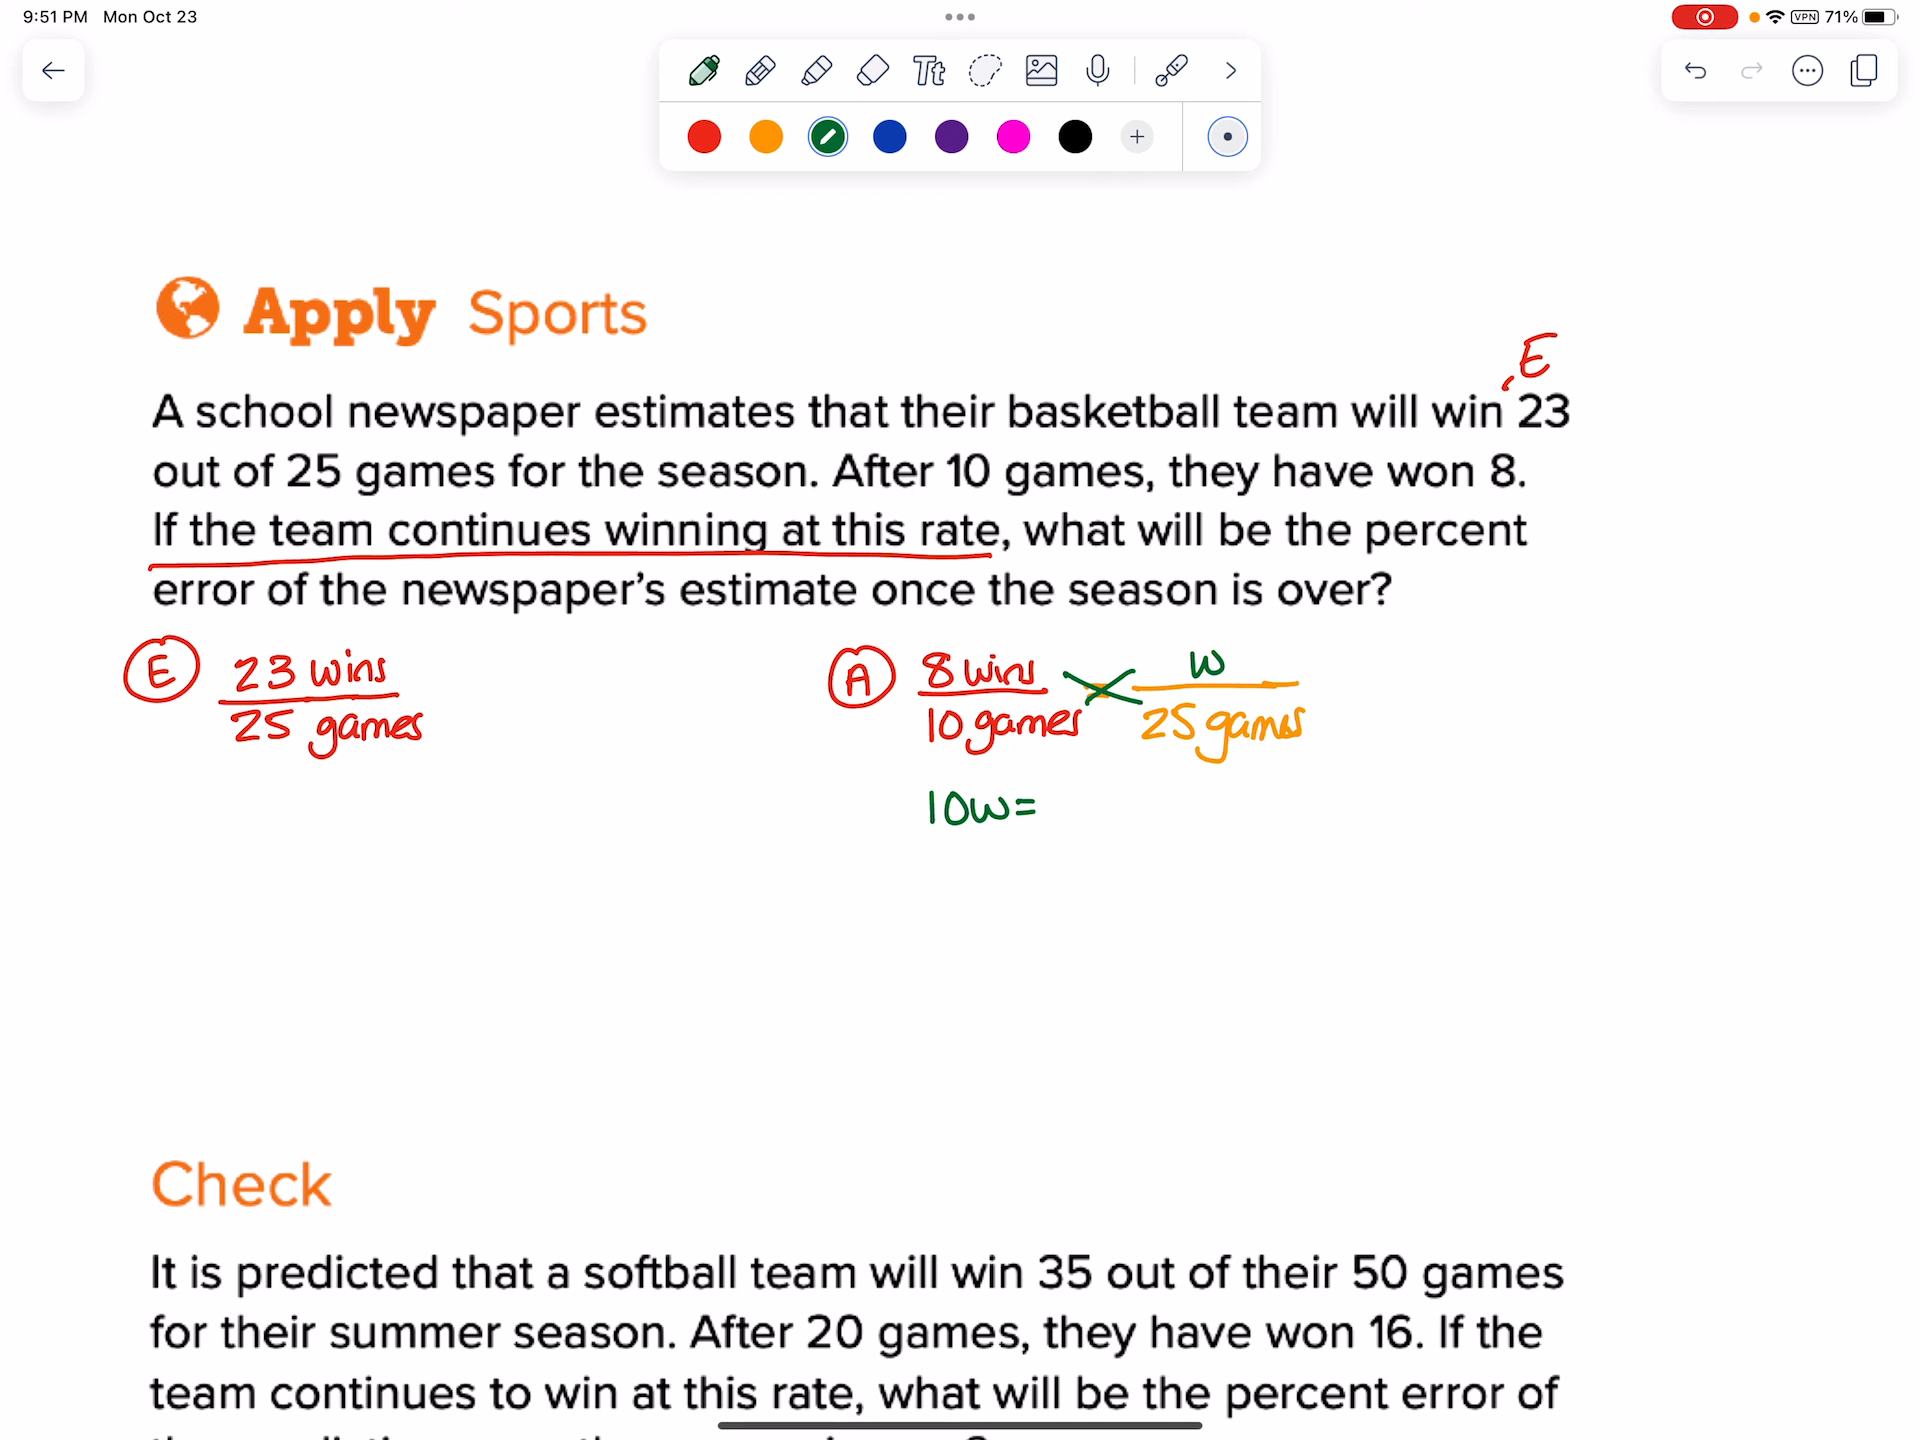 9:51 PM Mon Oct 23
VPN 71%
Tt
Apply Sports
E
A school newspaper estimates that their basketball team will win 23
out of 25 games for the season. After 10 games, they have won 8.
If the team continues winning at this rate, what will be the percent
error of the newspaper's estimate once the season is over?
E 23 wins
25 games
A 8 wins = w
10 games 25 games
10w=
Check
It is predicted that a softball team will win 35 out of their 50 games
for their summer season. After 20 games, they have won 16. If the
team continues to win at this rate, what will be the percent error of